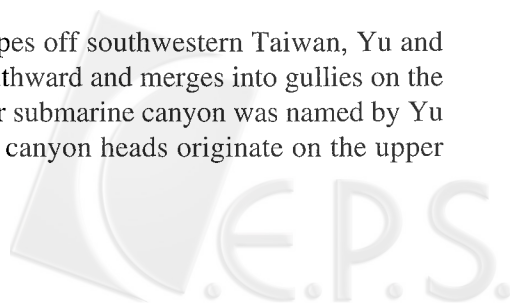 pes off southwestern Taiwan, Yu and
thward and merges into gullies on the
r submarine canyon was named by Yu
canyon heads originate on the upper
C.E.P.S.